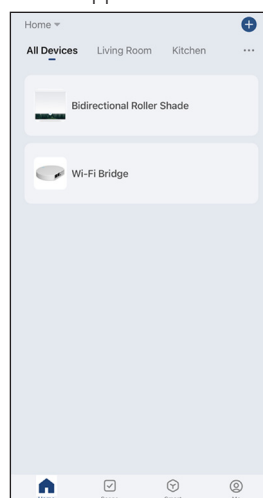 Home
All Devices Living Room Kitchen ...
Bidirectional Roller Shade
Wi-Fi Bridge